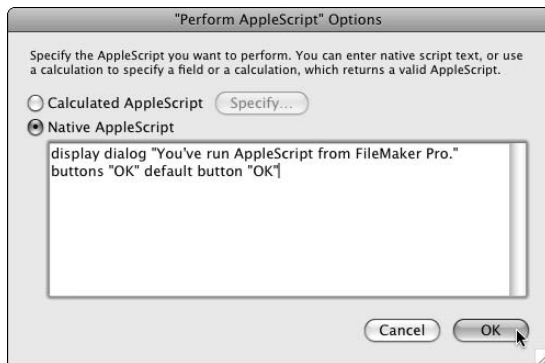 "Perform AppleScript" Options
Specify the AppleScript you want to perform. You can enter native script text, or use
a calculation to specify a field or a calculation, which returns a valid AppleScript.
Calculated AppleScript Specify...
Native AppleScript
display dialog "You've run AppleScript from FileMaker Pro."
buttons "OK" default button "OK"
Cancel OK